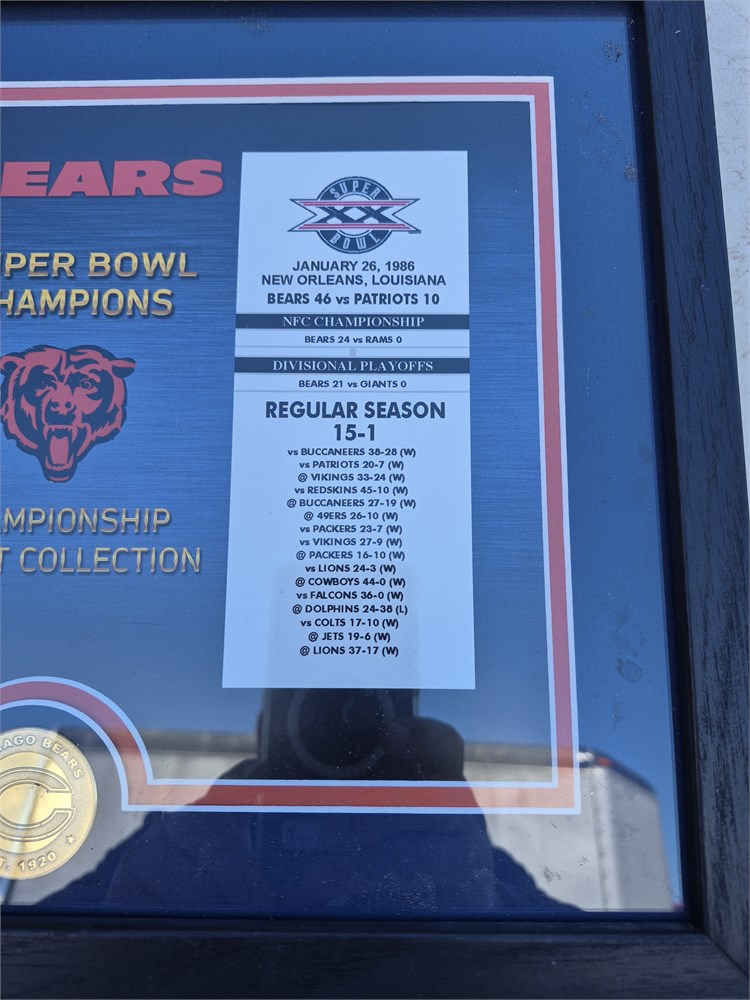 EARS
PER BOWL
HAMPIONS
MPIONSHIP
T COLLECTION
SUPER
XX
BOWL
JANUARY 26, 1986
NEW ORLEANS, LOUISIANA
BEARS 46 vs PATRIOTS 10
NFC CHAMPIONSHIP
BEARS 24 vs RAMS 0
DIVISIONAL PLAYOFFS
BEARS 21 vs GIANTS 0
REGULAR SEASON
15-1
vs BUCCANEERS 38-28 (W)
vs PATRIOTS 20-7 (W)
@ VIKINGS 33-24 (W)
vs REDSKINS 45-10 (W)
@ BUCCANEERS 27-19 (W)
@ 49ERS 26-10 (W)
vs PACKERS 23-7 (W)
vs VIKINGS 27-9 (W)
@ PACKERS 16-10 (W)
vs LIONS 24-3 (W)
@ COWBOYS 44-0 (W)
vs FALCONS 36-0 (W)
@ DOLPHINS 24-38 (L)
vs COLTS 17-10 (W)
@ JETS 19-6 (W)
@ LIONS 37-17 (W)
AGO BEARS
C
T. 1920